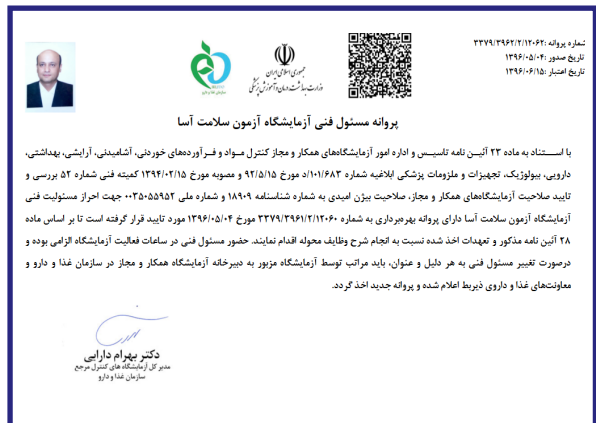 شماره پروانه :۳۳۷۹/۳۹۶۲/۲/۱۲۰۶۲
تاریخ صدور :۱۳۹۶/۰۵/۰۴
تاریخ اعتبار :۱۳۹۶/۰۶/۱۵
جمهوری اسلامی ایران
وزارت بهداشت درمان و آموزش پزشکی
سازمان غذا و دارو
پروانه مسئول فنی آزمایشگاه آزمون سلامت آسا
با استناد به ماده ۲۳ آئین نامه تاسیس و اداره امور آزمایشگاه‌های همکار و مجاز کنترل مواد و فرآورده‌های خوردنی، آشامیدنی، آرایشی، بهداشتی،
دارویی، بیولوژیک، تجهیزات و ملزومات پزشکی ابلاغیه شماره ۱۰۱/۶۸۳/د مورخ ۹۲/۵/۱۵ و مصوبه مورخ ۱۳۹۴/۰۲/۱۵ کمیته فنی شماره ۵۲ بررسی و
تایید صلاحیت آزمایشگاه‌های همکار و مجاز، صلاحیت بیژن امیدی به شماره شناسنامه ۱۸۹۰۹ و شماره ملی ۰۰۳۵۰۵۵۹۵۲ جهت احراز مسئولیت فنی
آزمایشگاه آزمون سلامت آسا دارای پروانه بهره‌برداری به شماره ۳۳۷۹/۳۹۶۱/۲/۱۲۰۶۰ مورخ ۱۳۹۶/۰۵/۰۴ مورد تایید قرار گرفته است تا بر اساس ماده
۲۸ آئین نامه مذکور و تعهدات اخذ شده نسبت به انجام شرح وظایف محوله اقدام نمایند. حضور مسئول فنی در ساعات فعالیت آزمایشگاه الزامی بوده و
درصورت تغییر مسئول فنی به هر دلیل و عنوان، باید مراتب توسط آزمایشگاه مزبور به دبیرخانه آزمایشگاه همکار و مجاز در سازمان غذا و دارو و
معاونت‌های غذا و داروی ذیربط اعلام شده و پروانه جدید اخذ گردد.
دکتر بهرام دارایی
مدیر کل آزمایشگاه های کنترل مرجع
سازمان غذا و دارو